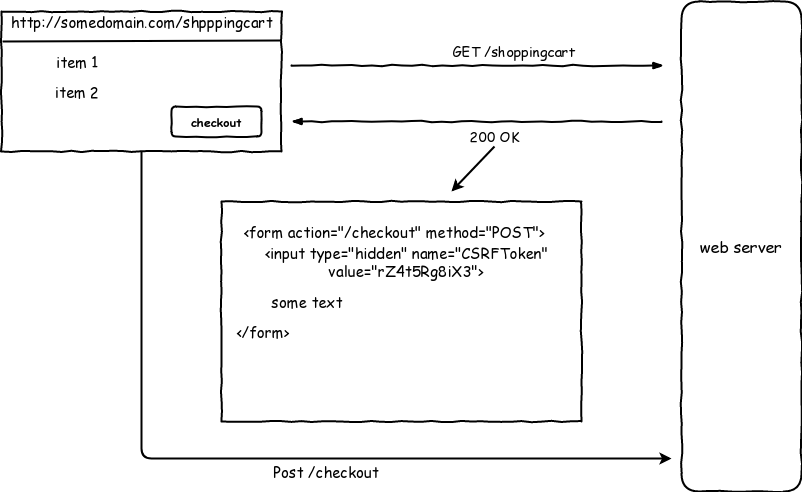 http://somedomain.com/shpppingcart
item 1
item 2
checkout
GET /shoppingcart
200 OK
<form action="/checkout" method="POST">
<input type="hidden" name="CSRFToken"
value="rZ4t5Rg8iX3">
some text
</form>
web server
Post /checkout